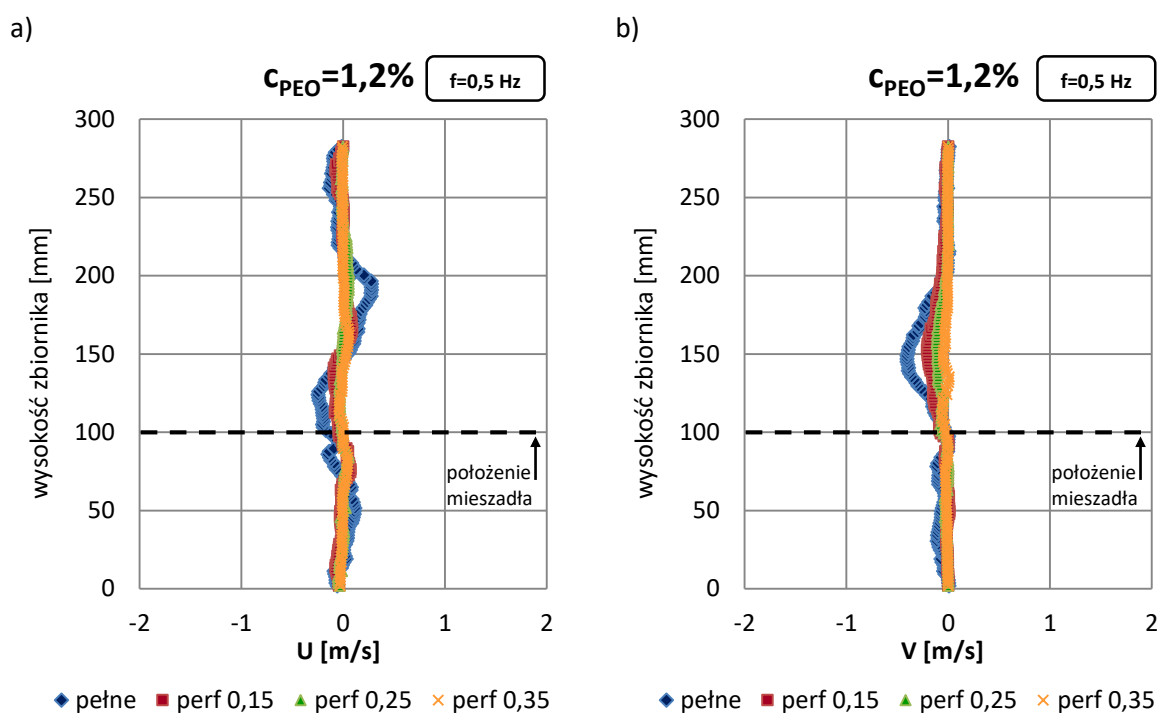 a)
c_PEO=1,2%
f=0,5 Hz
wysokość zbiornika [mm]
300
250
200
150
100
50
0
położenie
mieszadła
-2 -1 0 1 2
U [m/s]
pełne perf 0,15 perf 0,25 perf 0,35
b)
c_PEO=1,2%
f=0,5 Hz
wysokość zbiornika [mm]
300
250
200
150
100
50
0
położenie
mieszadła
-2 -1 0 1 2
V [m/s]
pełne perf 0,15 perf 0,25 perf 0,35